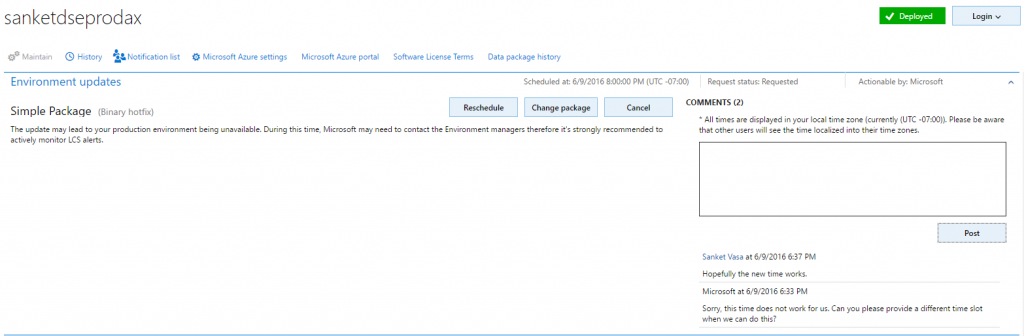 sanketdseprodax
Deployed
Login
Maintain
History
Notification list
Microsoft Azure settings
Microsoft Azure portal
Software License Terms
Data package history
Environment updates
Scheduled at: 6/9/2016 8:00:00 PM (UTC -07:00)
Request status: Requested
Actionable by: Microsoft
Simple Package (Binary hotfix)
Reschedule
Change package
Cancel
The update may lead to your production environment being unavailable. During this time, Microsoft may need to contact the Environment managers therefore it's strongly recommended to
actively monitor LCS alerts.
COMMENTS (2)
* All times are displayed in your local time zone (currently (UTC -07:00)). Please be aware
that other users will see the time localized into their time zones.
Post
Sanket Vasa at 6/9/2016 6:37 PM
Hopefully the new time works.
Microsoft at 6/9/2016 6:33 PM
Sorry, this time does not work for us. Can you please provide a different time slot
when we can do this?